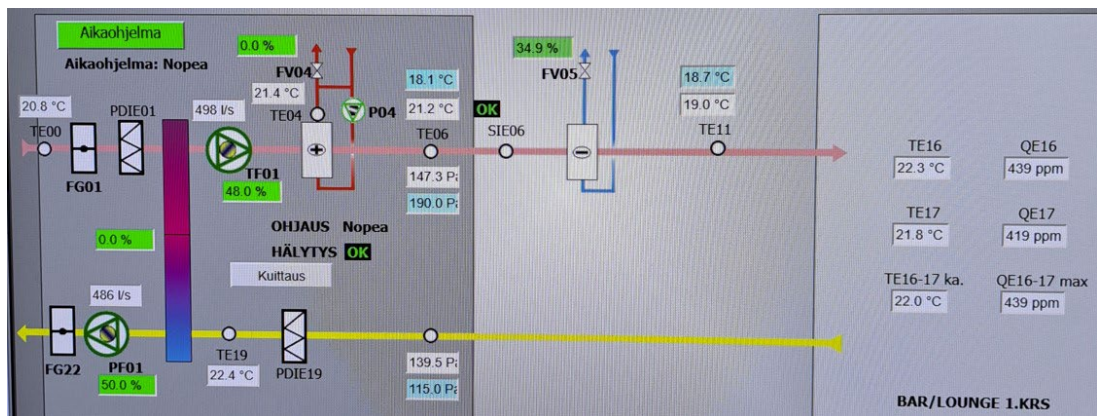 Aikaohjelma
Aikaohjelma: Nopea
0.0 %
FV04
21.4 °C
TE04
P04
18.1 °C
21.2 °C
OK
TE06
SIE06
34.9 %
FV05
18.7 °C
19.0 °C
TE11
20.8 °C
TE00
PDIE01
498 l/s
FG01
TF01
48.0 %
147.3 Pa
190.0 Pa
OHJAUS Nopea
HÄLYTYS OK
Kuittaus
0.0 %
486 l/s
FG22
PF01
50.0 %
TE19
22.4 °C
PDIE19
139.5 Pa
115.0 Pa
TE16 QE16
22.3 °C 439 ppm
TE17 QE17
21.8 °C 419 ppm
TE16-17 ka. QE16-17 max
22.0 °C 439 ppm
BAR/LOUNGE 1.KRS